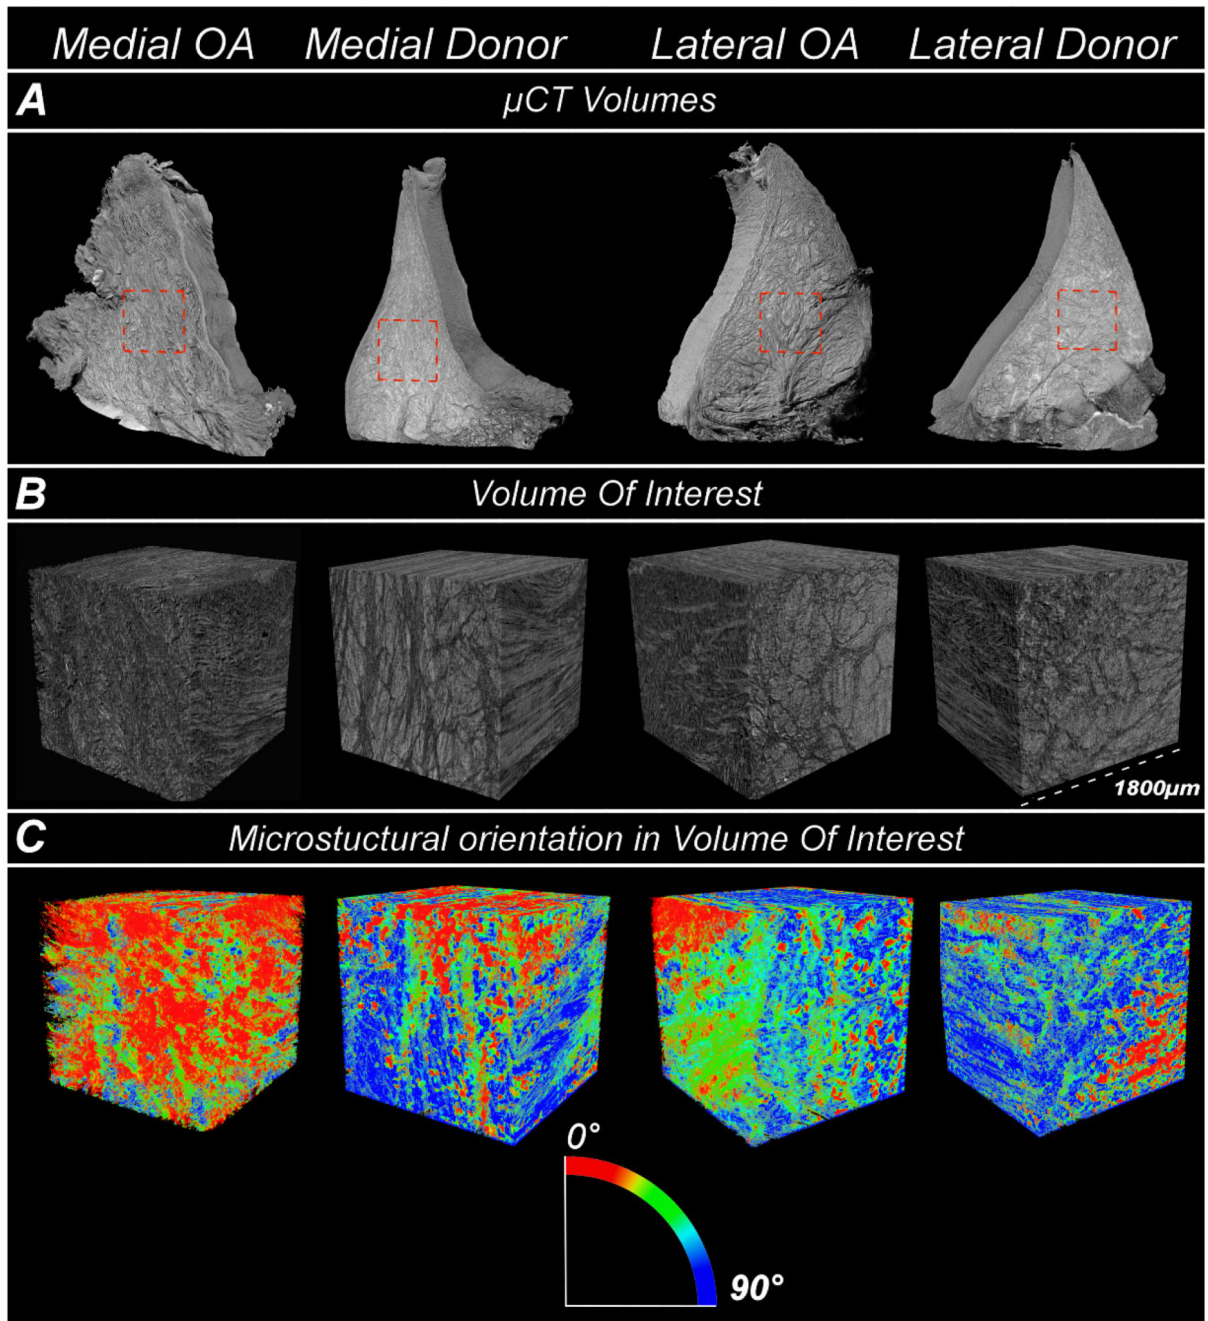 Medial OA Medial Donor Lateral OA Lateral Donor
A µCT Volumes
B Volume Of Interest
1800µm
C Microstuctural orientation in Volume Of Interest
0°
90°